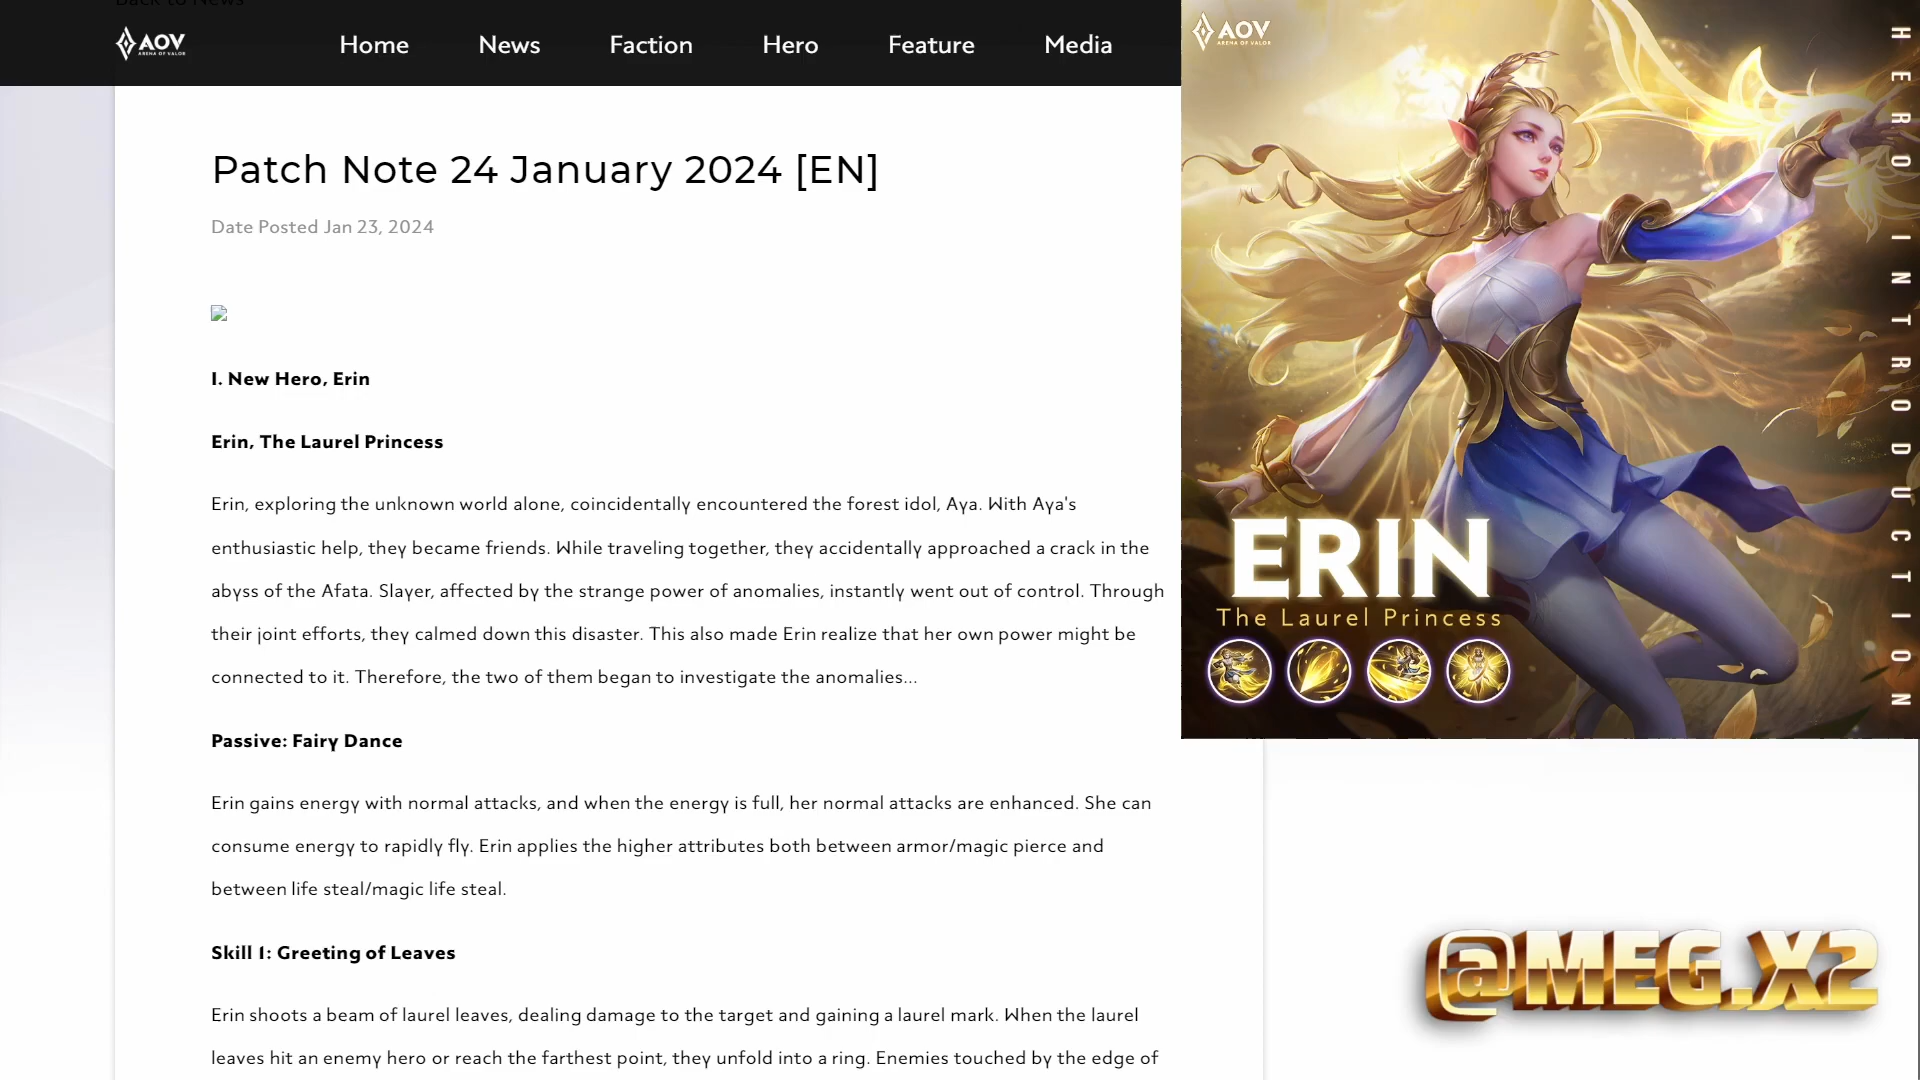 Back to News
AOV
ARENA OF VALOR
Home News Faction Hero Feature Media
Patch Note 24 January 2024 [EN]
Date Posted Jan 23, 2024
I. New Hero, Erin
Erin, The Laurel Princess
Erin, exploring the unknown world alone, coincidentally encountered the forest idol, Aya. With Aya's
enthusiastic help, they became friends. While traveling together, they accidentally approached a crack in the
abyss of the Afata. Slayer, affected by the strange power of anomalies, instantly went out of control. Through
their joint efforts, they calmed down this disaster. This also made Erin realize that her own power might be
connected to it. Therefore, the two of them began to investigate the anomalies...
Passive: Fairy Dance
Erin gains energy with normal attacks, and when the energy is full, her normal attacks are enhanced. She can
consume energy to rapidly fly. Erin applies the higher attributes both between armor/magic pierce and
between life steal/magic life steal.
Skill 1: Greeting of Leaves
Erin shoots a beam of laurel leaves, dealing damage to the target and gaining a laurel mark. When the laurel
leaves hit an enemy hero or reach the farthest point, they unfold into a ring. Enemies touched by the edge of
AOV
ARENA OF VALOR
HERO INTRODUCTION
ERIN
The Laurel Princess
@MEG.X2